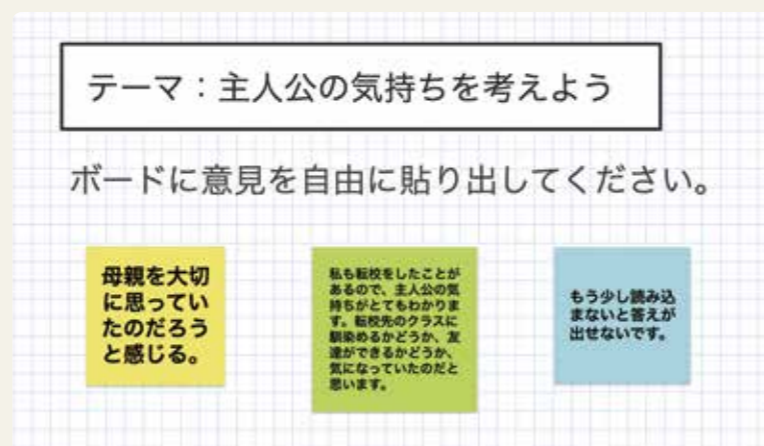 テーマ：主人公の気持ちを考えよう
ボードに意見を自由に貼り出してください。
母親を大切
に思ってい
たのだろう
と感じる。
私も転校をしたことが
あるので、主人公の気
持ちがとてもわかりま
す。転校先のクラスに
馴染めるかどうか、友
達ができるかどうか、
気になっていたのだと
思います。
もう少し読み込
まないと答えが
出せないです。